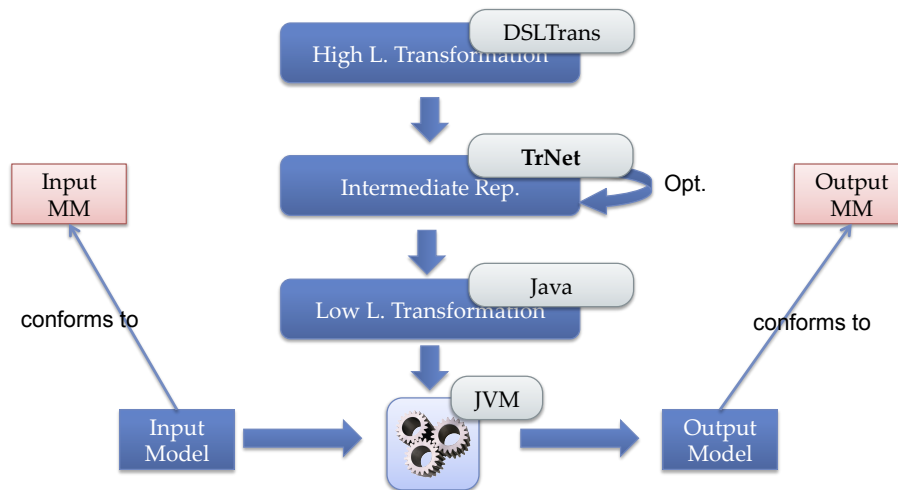 DSLTrans
High L. Transformation
TrNet
Intermediate Rep.
Opt.
Input
MM
Output
MM
Java
Low L. Transformation
conforms to
conforms to
JVM
Input
Model
Output
Model